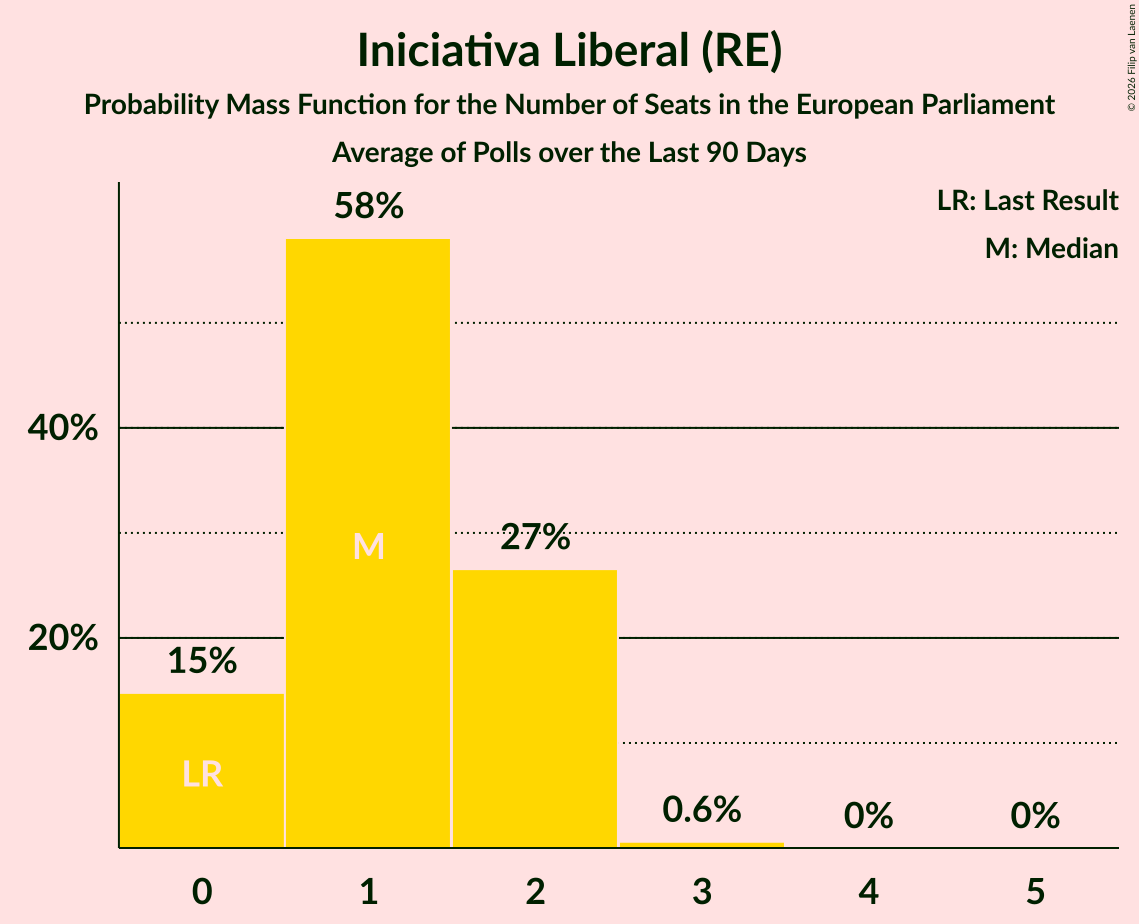 Iniciativa Liberal (RE)
Probability Mass Function for the Number of Seats in the European Parliament
Average of Polls over the Last 90 Days
© 2026 Filip van Laenen
LR: Last Result
M: Median
58%
40%
M
27%
20%
15%
LR
0.6%
0%
0%
0
1
2
3
4
5